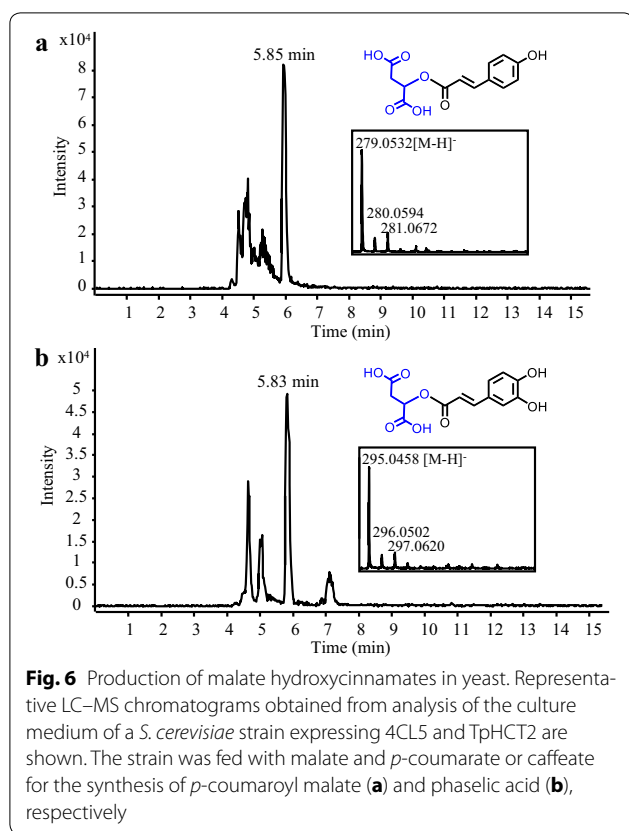 a
x10⁴
5.85 min
HO
O
O
O
OH
O
OH
8
7
6
5
4
3
2
1
0
Intensity
279.0532[M-H]⁻
280.0594
281.0672
1 2 3 4 5 6 7 8 9 10 11 12 13 14 15
Time (min)
b
x10⁴
5.83 min
HO
O
O
O
OH
O
OH
OH
5
4.5
4
3.5
3
2.5
2
1.5
1
0.5
0
Intensity
295.0458 [M-H]⁻
296.0502
297.0620
1 2 3 4 5 6 7 8 9 10 11 12 13 14 15
Time (min)
Fig. 6 Production of malate hydroxycinnamates in yeast. Representa-
tive LC–MS chromatograms obtained from analysis of the culture
medium of a S. cerevisiae strain expressing 4CL5 and TpHCT2 are
shown. The strain was fed with malate and p-coumarate or caffeate
for the synthesis of p-coumaroyl malate (a) and phaselic acid (b),
respectively